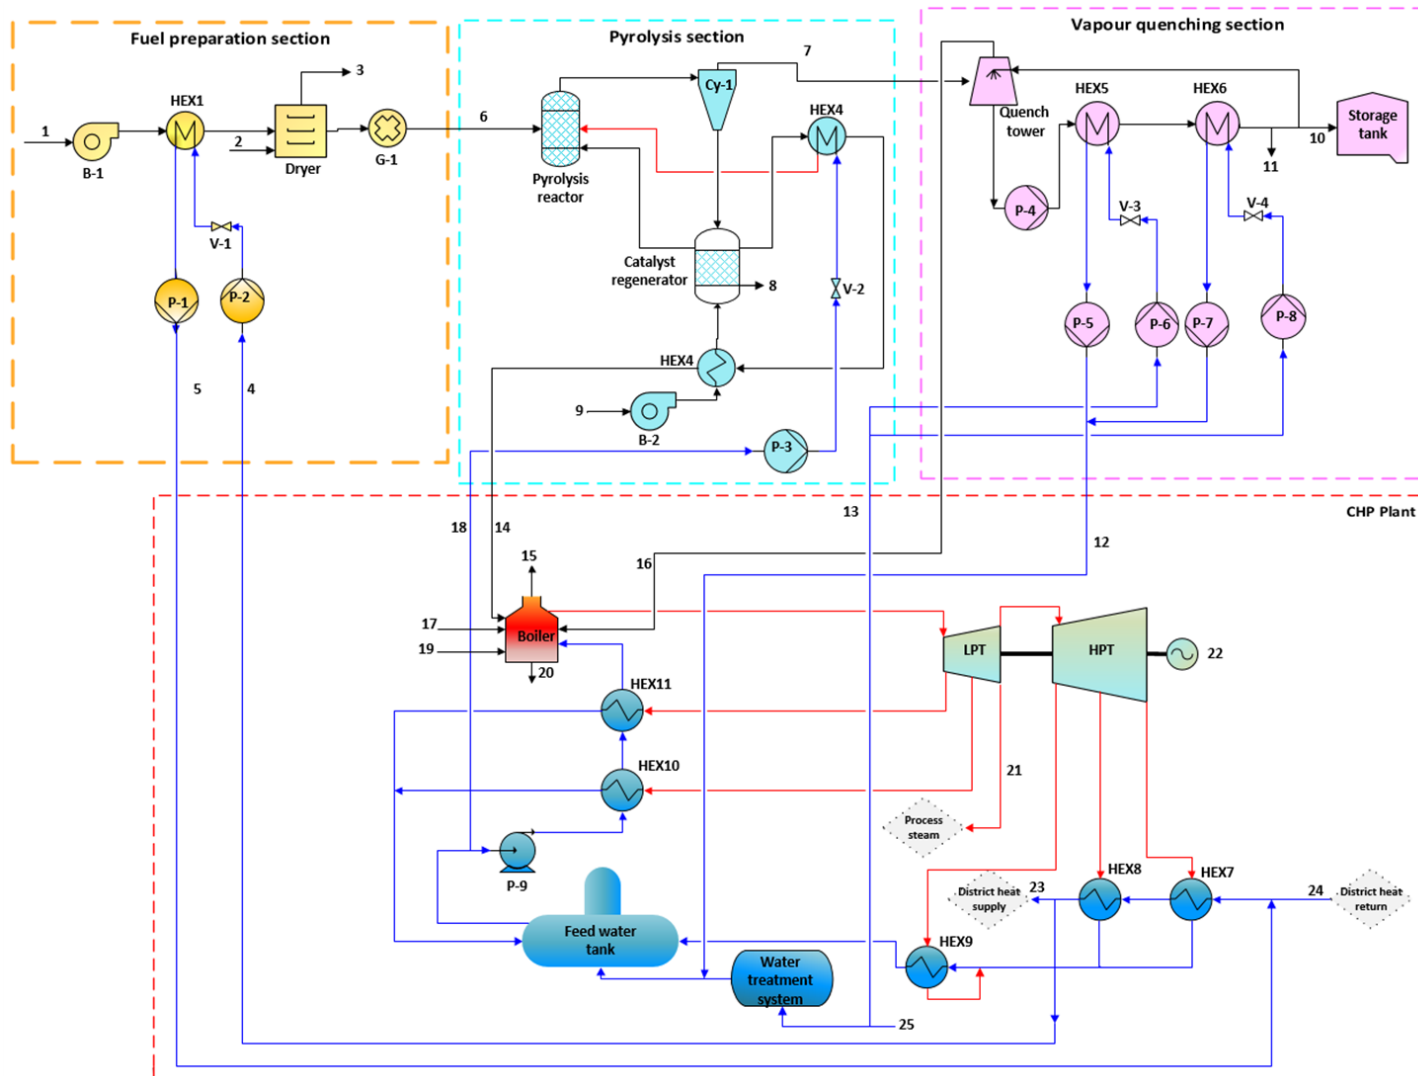 Fuel preparation section
Pyrolysis section
Vapour quenching section
1
B-1
HEX1
2
3
Dryer
G-1
V-1
P-1
P-2
5
4
6
Pyrolysis
reactor
Cy-1
7
HEX4
Catalyst
regenerator
8
V-2
HEX4
9
B-2
P-3
Quench
tower
HEX5
HEX6
Storage
tank
10
11
P-4
V-3
V-4
P-5
P-6
P-7
P-8
CHP Plant
18
14
13
12
15
16
17
19
Boiler
20
LPT
HPT
22
HEX11
HEX10
21
Process
steam
P-9
HEX8
HEX7
District heat
supply
23
24
District heat
return
Feed water
tank
HEX9
Water
treatment
system
25